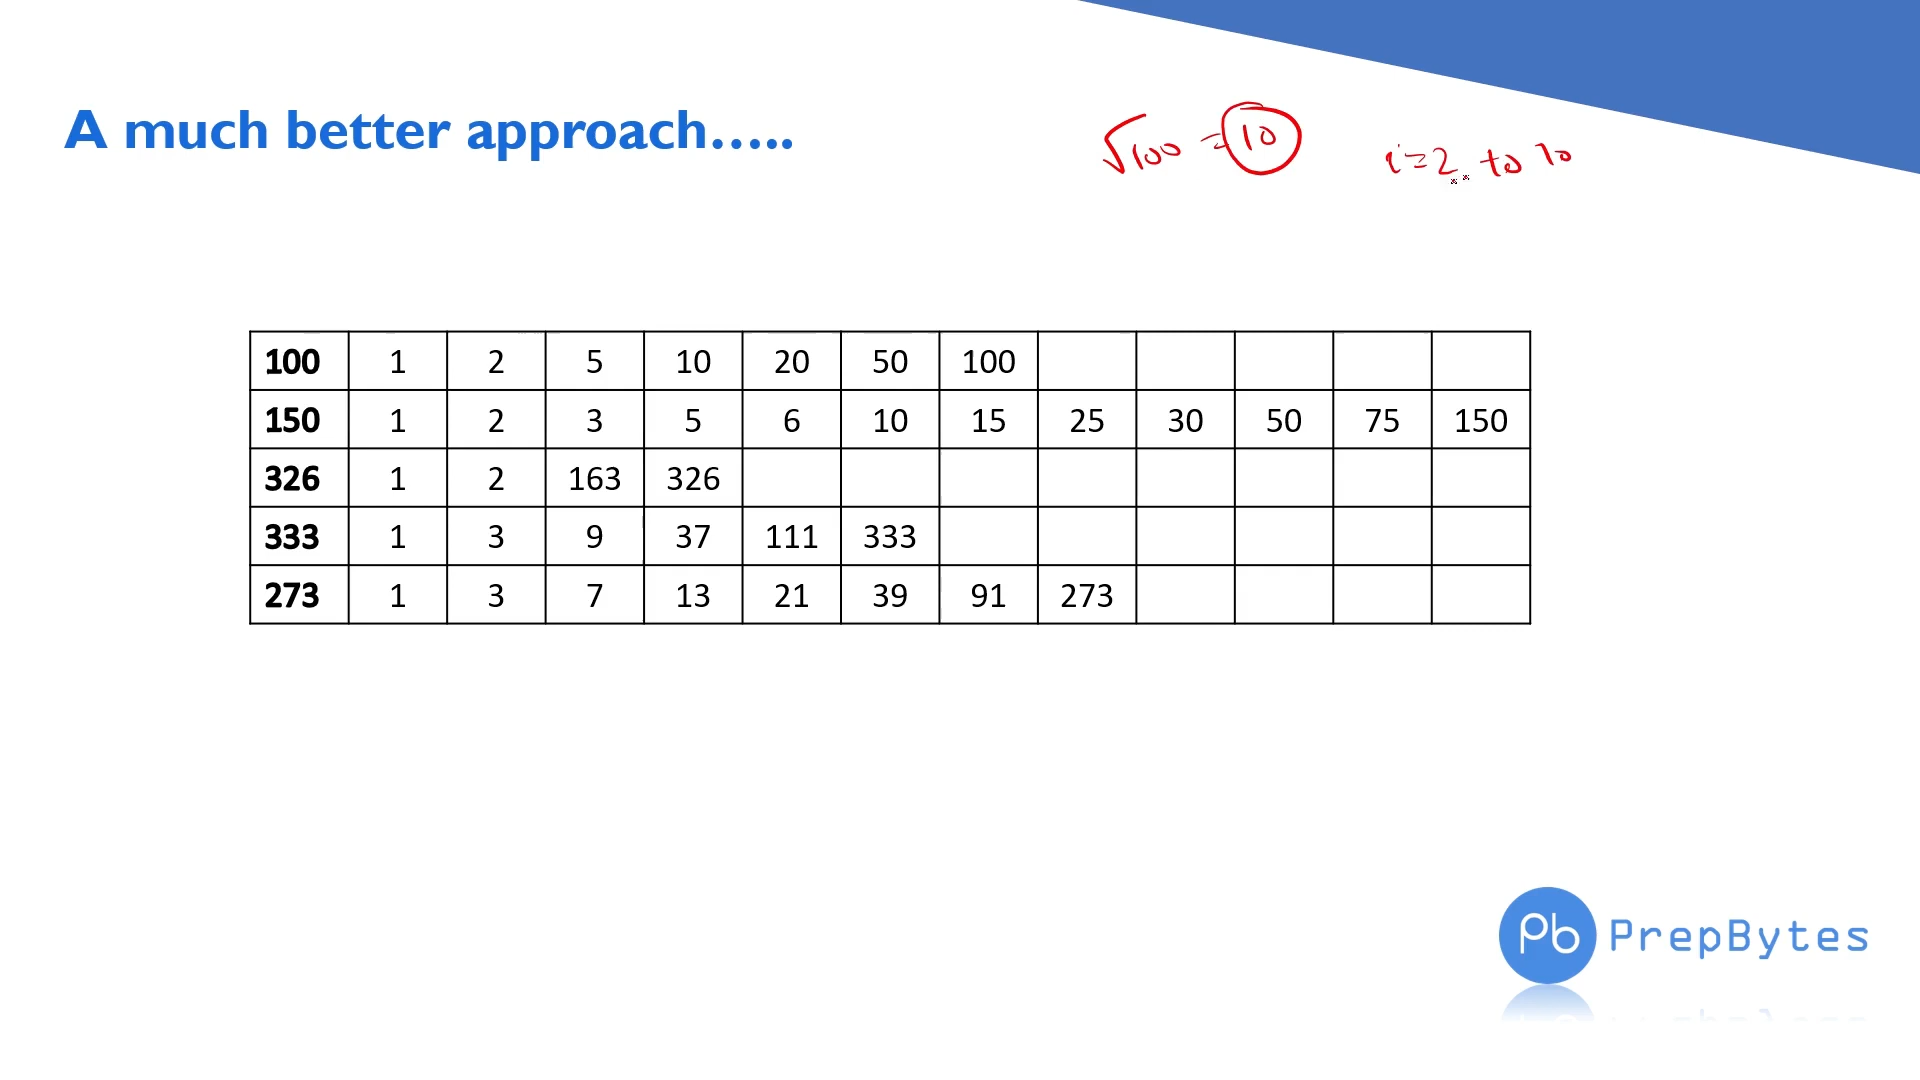 A much better approach.....
√100 = 10
i=2 to 10
100 1 2 5 10 20 50 100
150 1 2 3 5 6 10 15 25 30 50 75 150
326 1 2 163 326
333 1 3 9 37 111 333
273 1 3 7 13 21 39 91 273
Pb PrepBytes